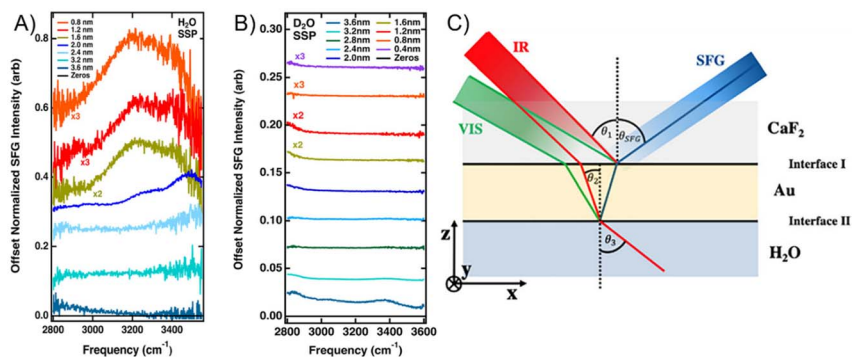 A)
0.8 nm H₂O
1.2 nm SSP
1.6 nm
2.0 nm
2.4 nm
3.2 nm
3.6 nm
Zeros
x3
x3
x2
0.8
0.6
0.4
0.2
0.0
Offset Normalized SFG Intensity (arb)
2800 3000 3200 3400
Frequency (cm⁻¹)
B)
D₂O 3.6nm 1.6nm
SSP 3.2nm 1.2nm
2.8nm 0.8nm
2.4nm 0.4nm
2.0nm Zeros
x3
x3
x2
x2
0.30
0.25
0.20
0.15
0.10
0.05
0.00
Offset Normalized SFG Intensity (arb)
2800 3000 3200 3400 3600
Frequency (cm⁻¹)
C)
IR
SFG
VIS
θ₁ θSFG
CaF₂
Interface I
θ₂
Au
Interface II
θ₃
H₂O
z
y
x